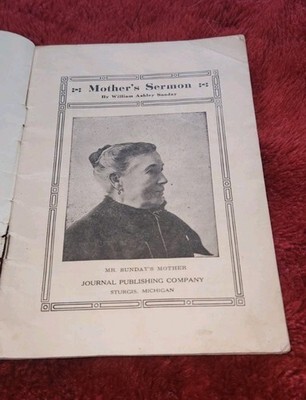 Mother's Sermon
By William Ashley Sunday
MR. SUNDAY'S MOTHER
JOURNAL PUBLISHING COMPANY
STURGIS, MICHIGAN